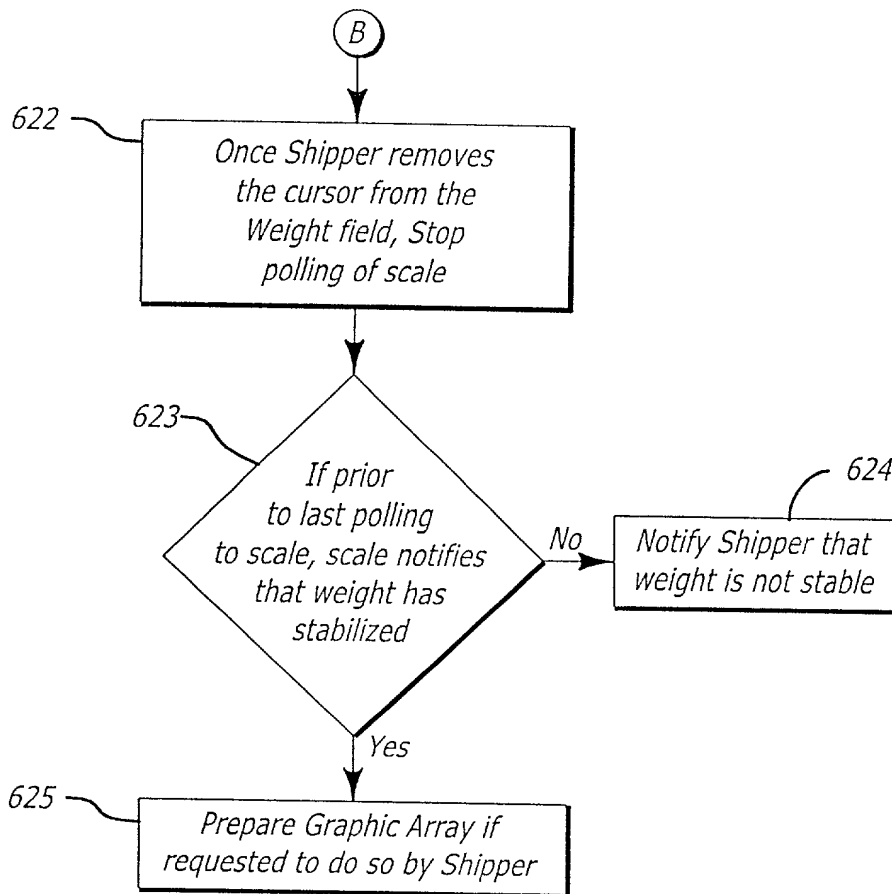 B
622
Once Shipper removes
the cursor from the
Weight field, Stop
polling of scale
623
If prior
to last polling
to scale, scale notifies
that weight has
stabilized
No
624
Notify Shipper that
weight is not stable
Yes
625
Prepare Graphic Array if
requested to do so by Shipper